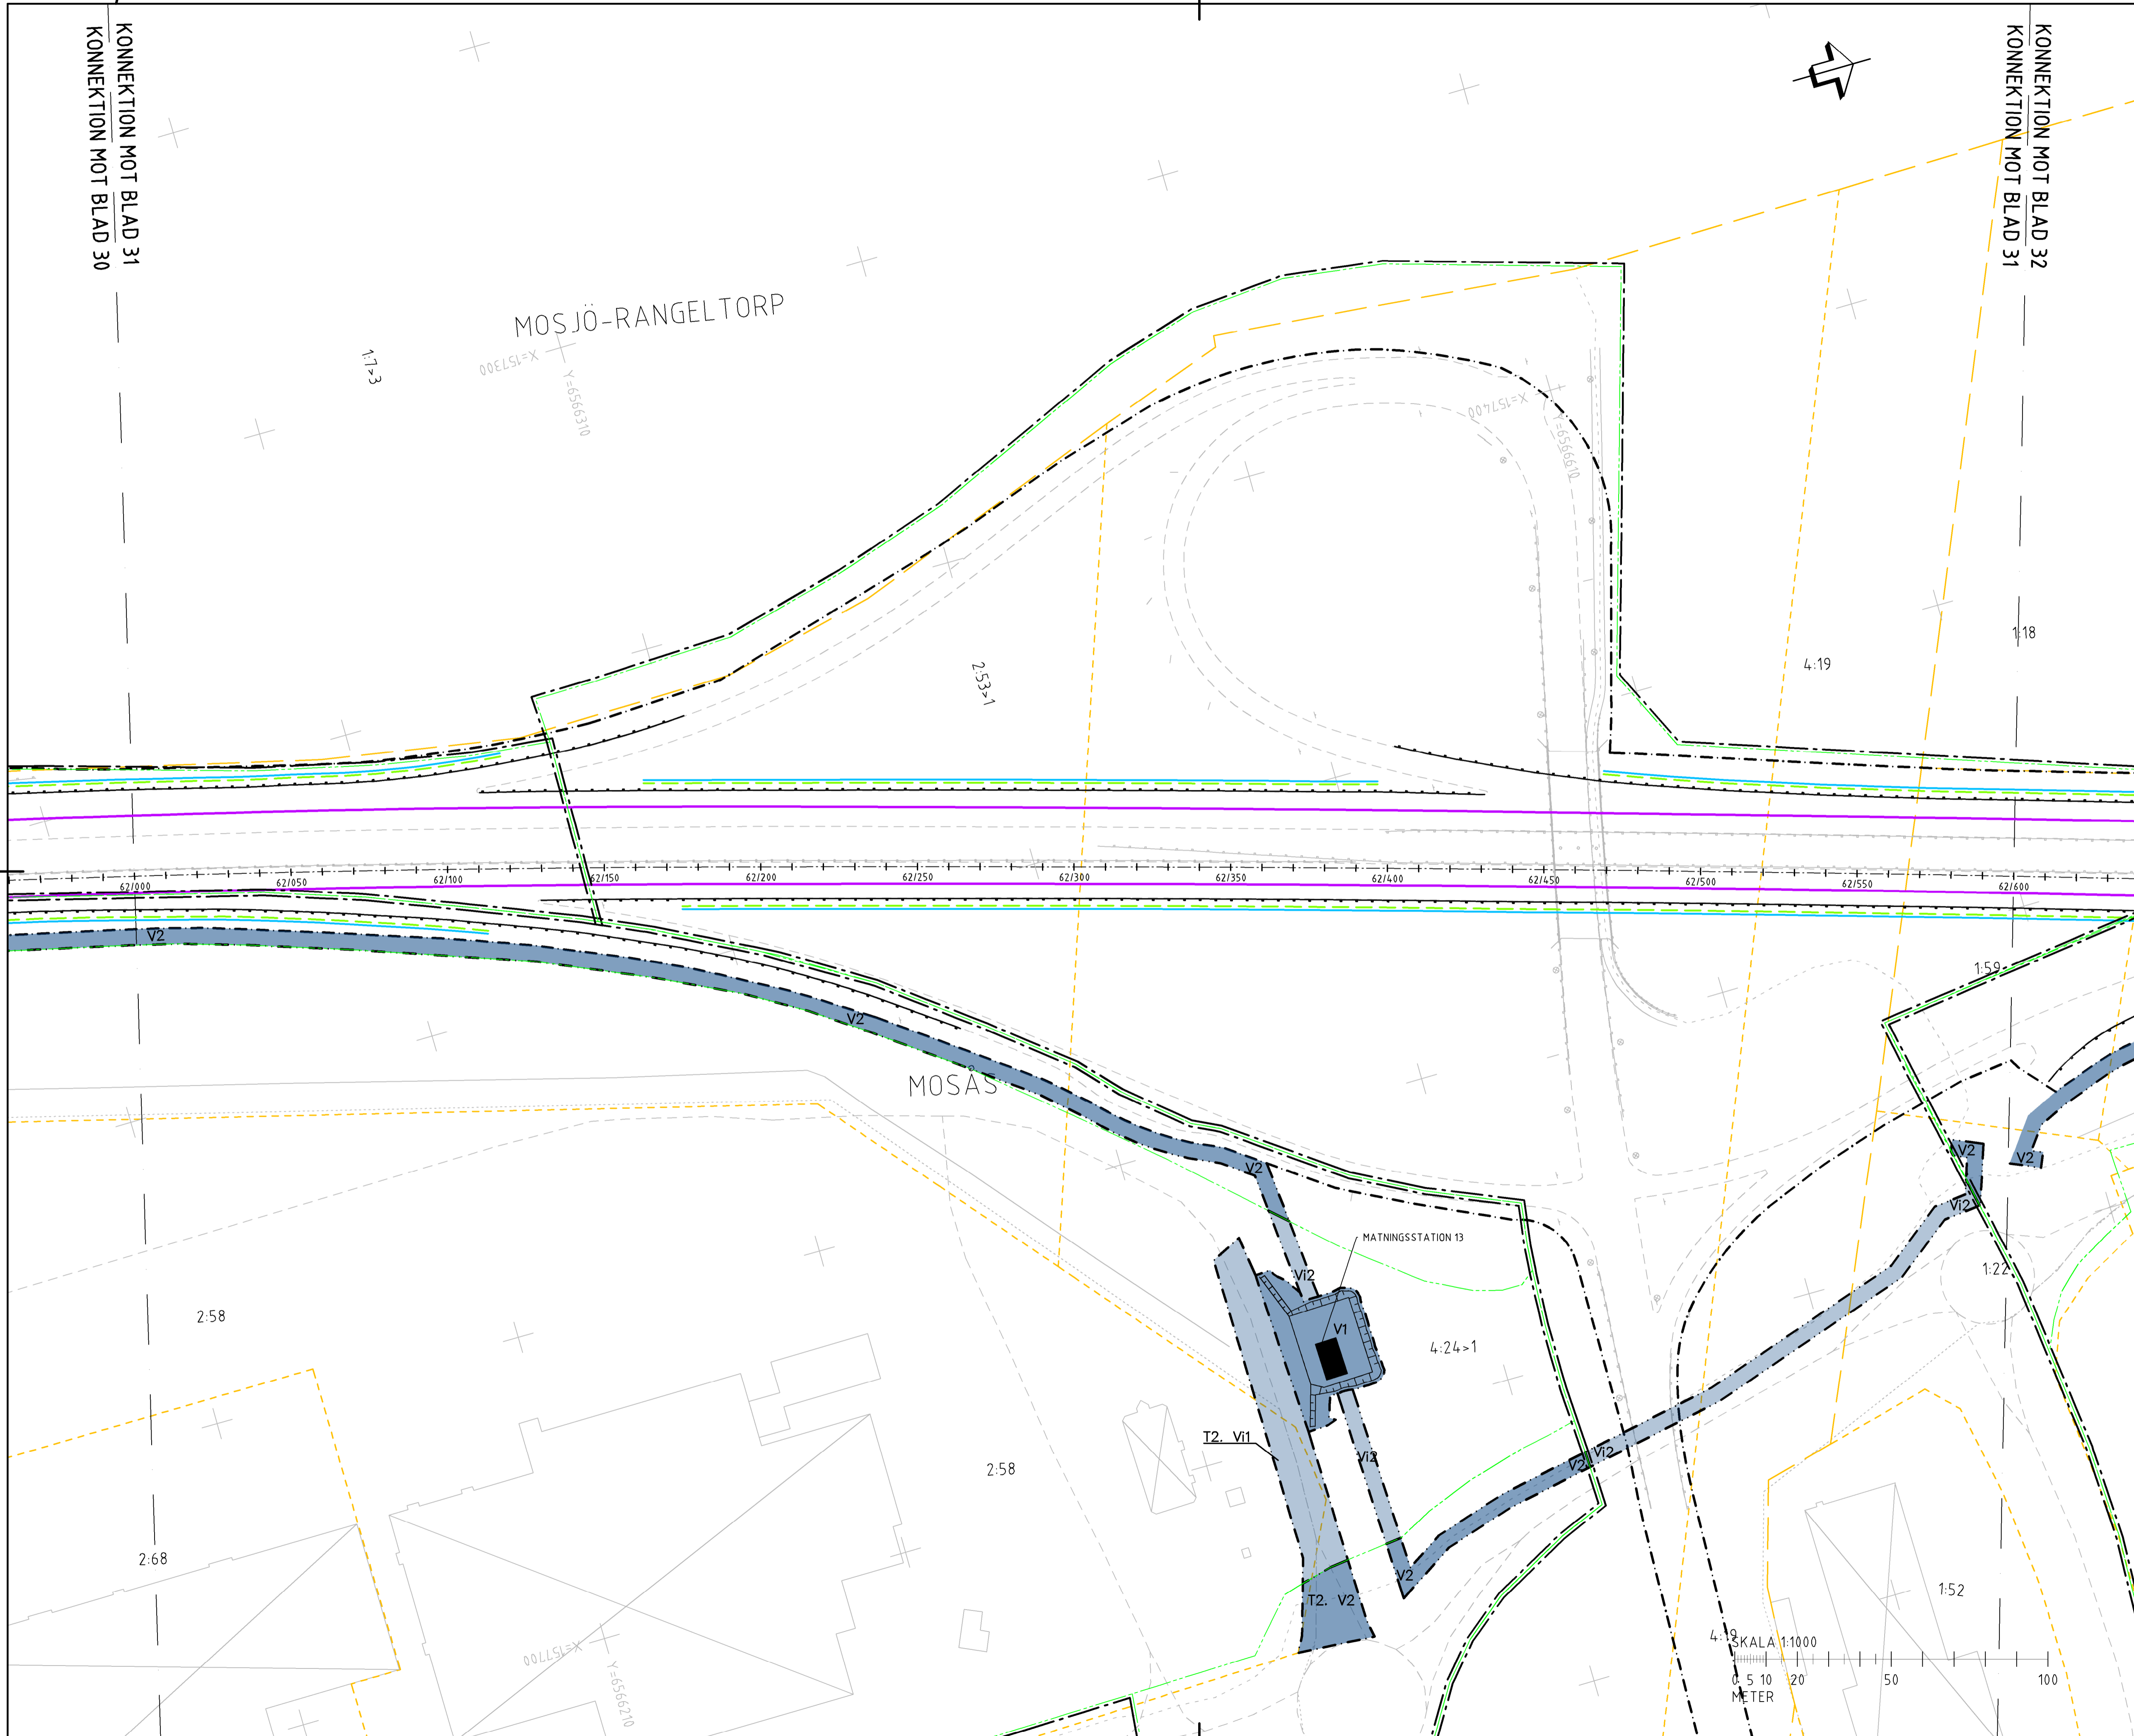 KONNEKTION MOT BLAD 31
KONNEKTION MOT BLAD 30
KONNEKTION MOT BLAD 32
KONNEKTION MOT BLAD 31
MOSJÖ-RANGELTORP
X=157300
Y=6566310
1:7>3
X=157400
Y=6566610
2:53>1
4:19
1:18
62/000
62/050
62/100
62/150
62/200
62/250
62/300
62/350
62/400
62/450
62/500
62/550
62/600
V2
V2
1:59
MOSÅS
V2
V2
V2
Vi2
MATNINGSSTATION 13
Vi2
1:22
2:58
V1
4:24>1
T2. Vi1
2:58
Vi2
Vi2
V2
2:68
V2
T2. V2
1:52
X=157700
Y=6566210
4:19
SKALA 1:1000
0 5 10 20 50 100
METER